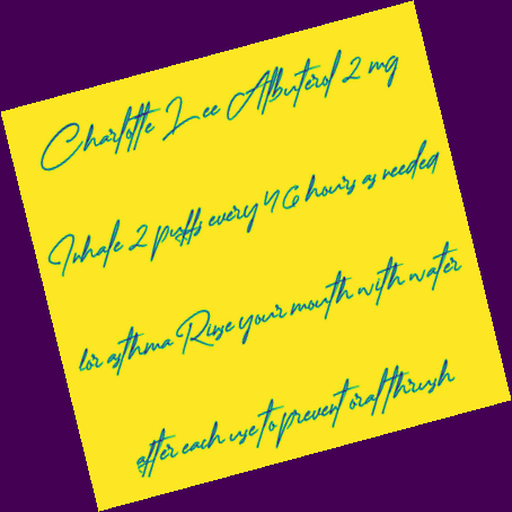 Charlotte Lee Albuterol 2 mg
Inhale 2 puffs every 4 6 hours as needed
for asthma Rinse your mouth with water
after each use to prevent oral thrush